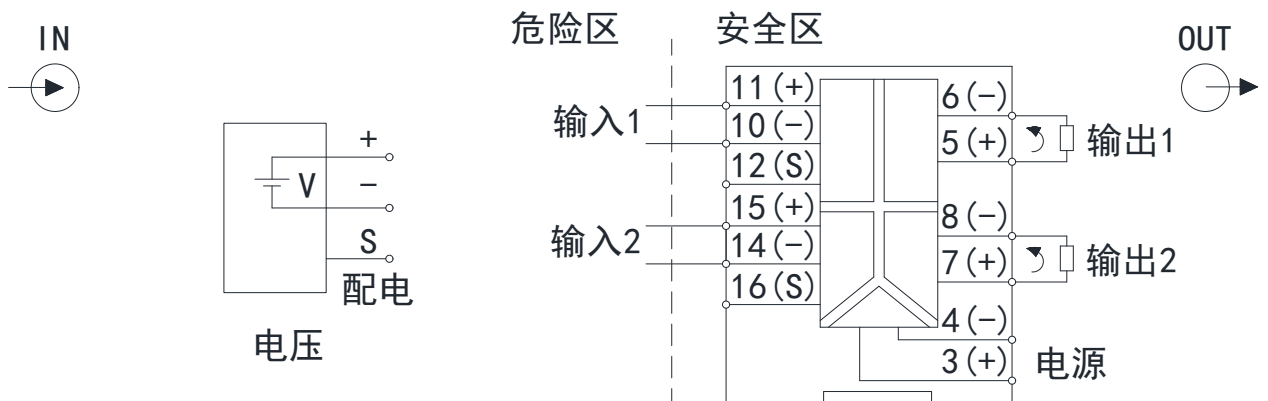 IN
危险区
安全区
OUT
11(+)
10(-)
12(S)
15(+)
14(-)
16(S)
输入1
输入2
6(-)
5(+)
8(-)
7(+)
4(-)
3(+)
输出1
输出2
电源
+
V
-
S
配电
电压